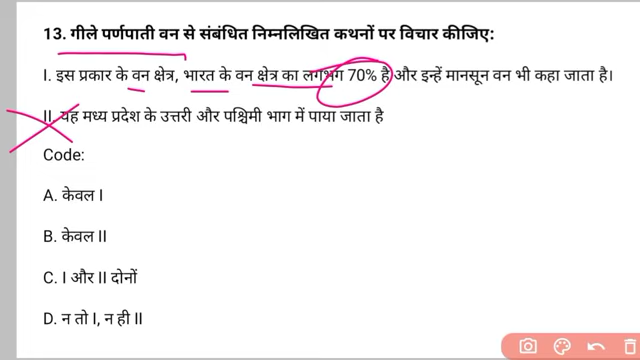 13. गीले पर्णपाती वन से संबंधित निम्नलिखित कथनों पर विचार कीजिए:
I. इस प्रकार के वन क्षेत्र, भारत के वन क्षेत्र का लगभग 70% है और इन्हें मानसून वन भी कहा जाता है।
II. यह मध्य प्रदेश के उत्तरी और पश्चिमी भाग में पाया जाता है
Code:
A. केवल I
B. केवल II
C. I और II दोनों
D. न तो I, न ही II